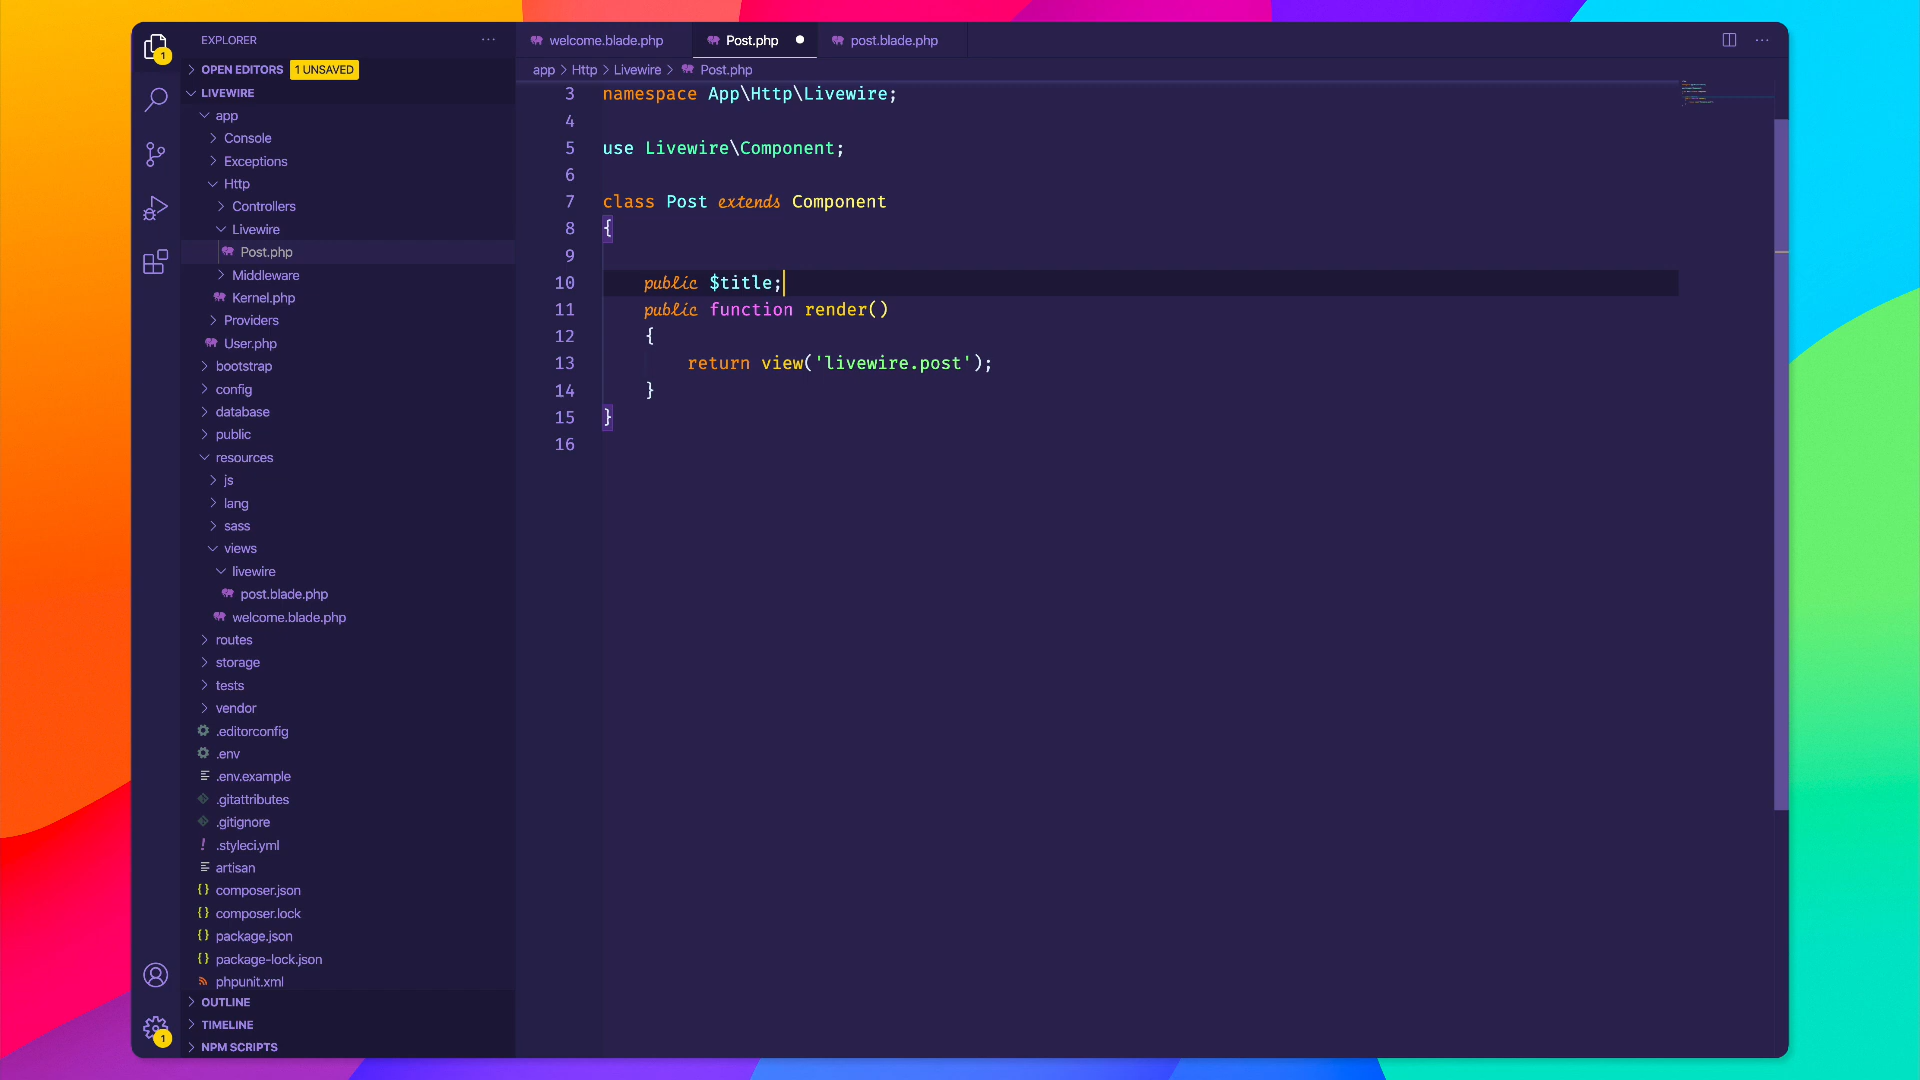 EXPLORER
OPEN EDITORS 1 UNSAVED
LIVEWIRE
app
Console
Exceptions
Http
Controllers
Livewire
Post.php
Middleware
Kernel.php
Providers
User.php
bootstrap
config
database
public
resources
js
lang
sass
views
livewire
post.blade.php
welcome.blade.php
routes
storage
tests
vendor
.editorconfig
.env
.env.example
.gitattributes
.gitignore
.styleci.yml
artisan
composer.json
composer.lock
package.json
package-lock.json
phpunit.xml
OUTLINE
TIMELINE
NPM SCRIPTS
1
1
welcome.blade.php Post.php post.blade.php
app > Http > Livewire > Post.php
3 namespace App\Http\Livewire;
4
5 use Livewire\Component;
6
7 class Post extends Component
8 {
9
10 public $title;
11 public function render()
12 {
13 return view('livewire.post');
14 }
15 }
16